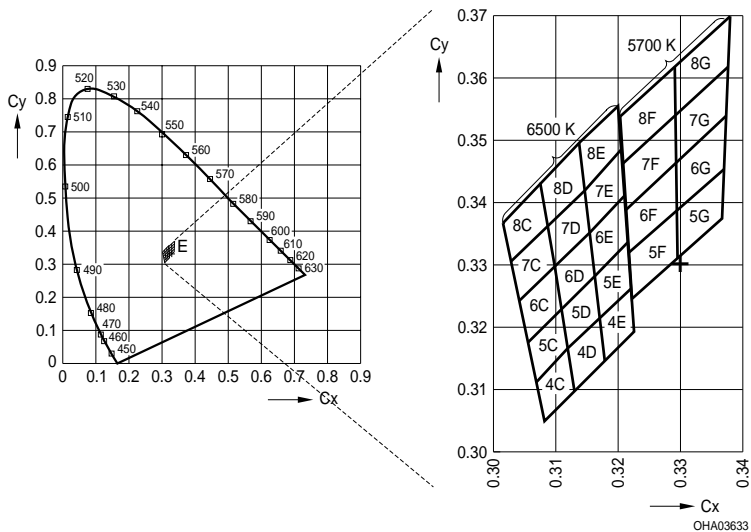 0.9
Cy
0.8
0.7
0.6
0.5
0.4
0.3
0.2
0.1
0
0 0.1 0.2 0.3 0.4 0.5 0.6 0.7 0.8 0.9
Cx
520
530
540
510
550
560
570
500
580
590
600
610
620
630
E
490
480
470
460
450
0.37
Cy
0.36
0.35
0.34
0.33
0.32
0.31
0.30
5700 K
6500 K
8G
8F 7G
8E
8D 7F 6G
7E
8C 6F 5G
7D 6E
7C 5F
6D 5E
6C 5D 4E
5C 4D
4C
0.30 0.31 0.32 0.33 0.34
Cx
OHA03633